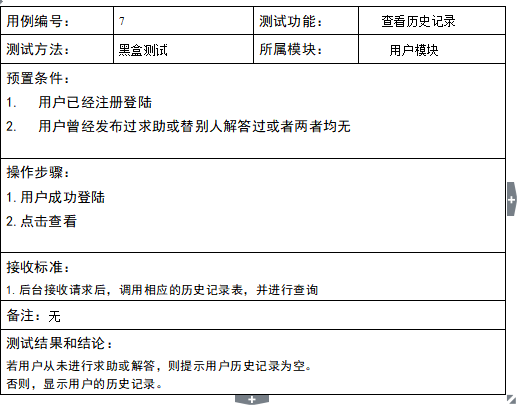 用例编号： 7 测试功能： 查看历史记录
测试方法： 黑盒测试 所属模块： 用户模块
预置条件：
1. 用户已经注册登陆
2. 用户曾经发布过求助或替别人解答过或者两者均无
操作步骤：
1.用户成功登陆
2.点击查看
接收标准：
1.后台接收请求后，调用相应的历史记录表，并进行查询
备注：无
测试结果和结论：
若用户从未进行求助或解答，则提示用户历史记录为空。
否则，显示用户的历史记录。